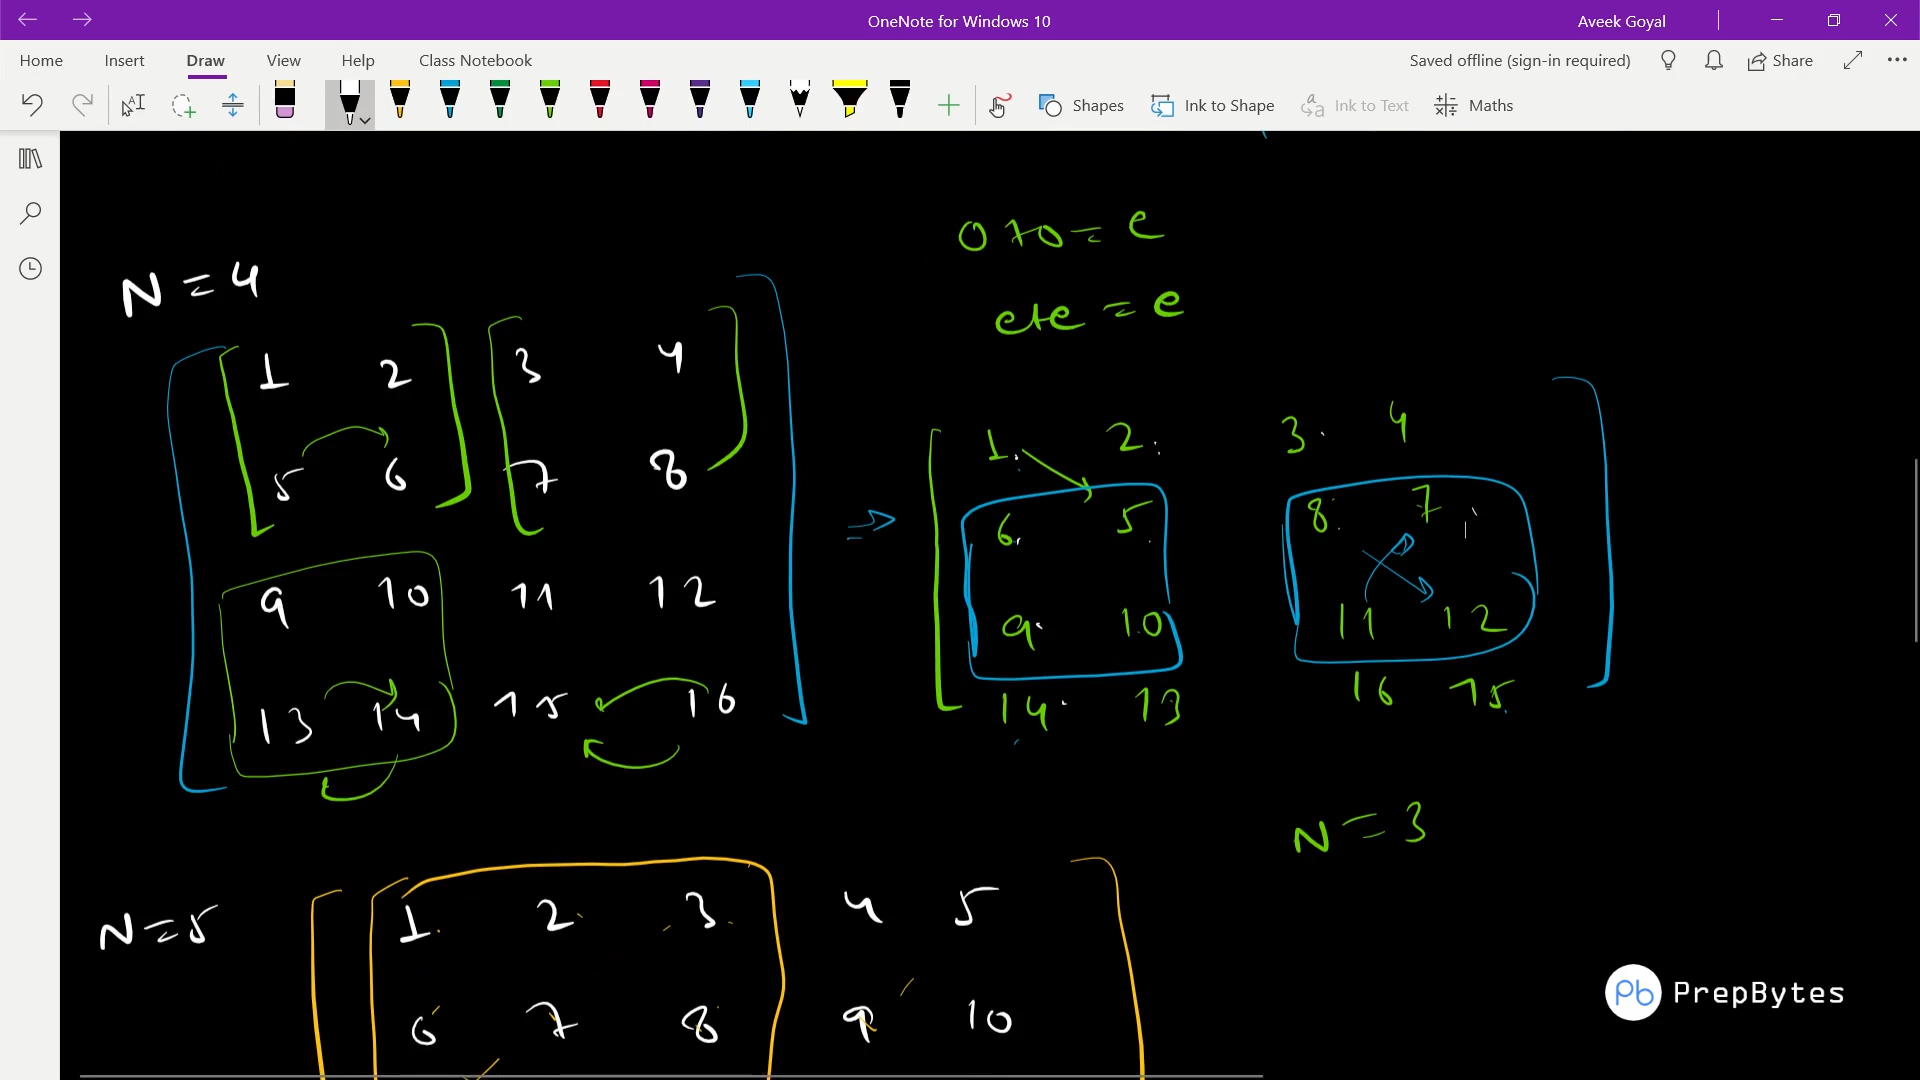 OneNote for Windows 10
Aveek Goyal
Home Insert Draw View Help Class Notebook
Saved offline (sign-in required) Share
Shapes Ink to Shape Ink to Text Maths
N = 4
1 2 3 4
5 6 7 8
9 10 11 12
13 14 15 16
o+o = e
e+e = e
=>
1 2 3 4
6 5 8 7
9 10 11 12
14 13 16 15
N = 3
N = 5
1 2 3 4 5
6 7 8 9 10
Pb PrepBytes